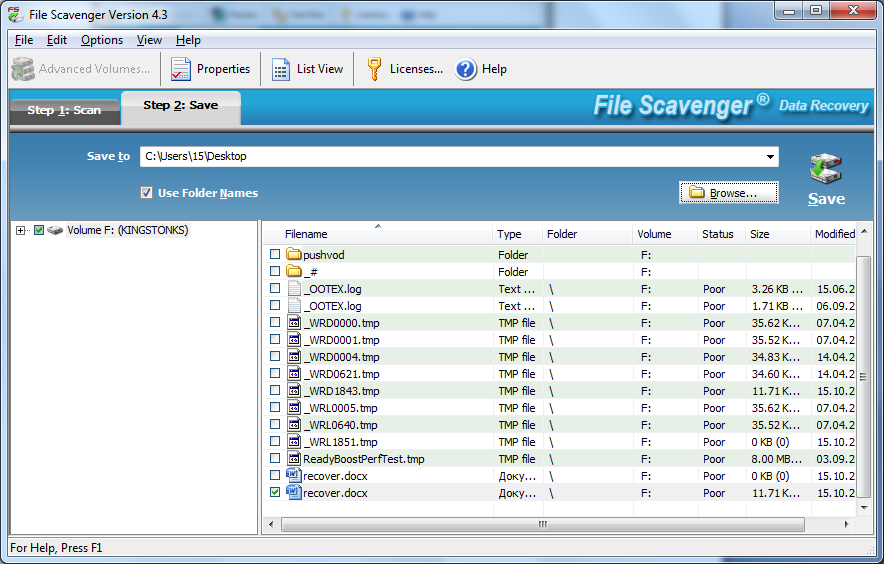 File Scavenger Version 4.3
File Edit Options View Help
Advanced Volumes... Properties List View Licenses... Help
Step 1: Scan Step 2: Save File Scavenger® Data Recovery
Save to C:\Users\15\Desktop
Use Folder Names Browse... Save
Volume F: (KINGSTONKS)
Filename Type Folder Volume Status Size Modified
pushvod Folder F:
_# Folder F:
_OOTEX.log Text ... \ F: Poor 3.26 KB ... 15.06.2
_OOTEX.log Text ... \ F: Poor 1.71 KB ... 06.09.2
_WRD0000.tmp TMP file \ F: Poor 35.62 K... 07.04.2
_WRD0001.tmp TMP file \ F: Poor 35.52 K... 07.04.2
_WRD0004.tmp TMP file \ F: Poor 34.83 K... 14.04.2
_WRD0621.tmp TMP file \ F: Poor 34.60 K... 14.04.2
_WRD1843.tmp TMP file \ F: Poor 11.71 K... 15.10.2
_WRL0005.tmp TMP file \ F: Poor 35.62 K... 07.04.2
_WRL0640.tmp TMP file \ F: Poor 35.52 K... 07.04.2
_WRL1851.tmp TMP file \ F: Poor 0 KB (0) 15.10.2
ReadyBoostPerfTest.tmp TMP file \ F: Poor 8.00 MB... 03.09.2
recover.docx Доку... \ F: Poor 0 KB (0) 15.10.2
recover.docx Доку... \ F: Poor 11.71 K... 15.10.2
For Help, Press F1